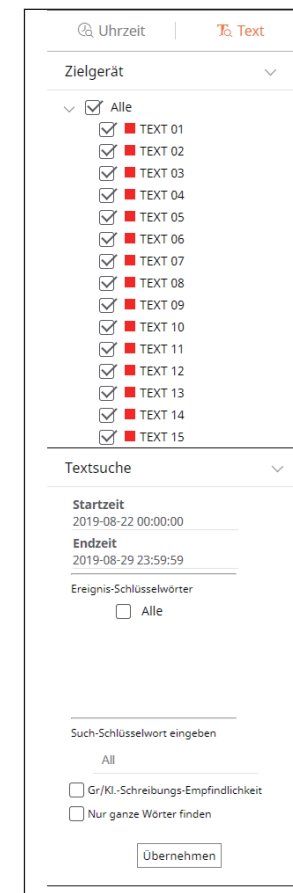 Uhrzeit Text
Zielgerät
Alle
TEXT 01
TEXT 02
TEXT 03
TEXT 04
TEXT 05
TEXT 06
TEXT 07
TEXT 08
TEXT 09
TEXT 10
TEXT 11
TEXT 12
TEXT 13
TEXT 14
TEXT 15
Textsuche
Startzeit
2019-08-22 00:00:00
Endzeit
2019-08-29 23:59:59
Ereignis-Schlüsselwörter
Alle
Such-Schlüsselwort eingeben
All
Gr/Kl.-Schreibungs-Empfindlichkeit
Nur ganze Wörter finden
Übernehmen